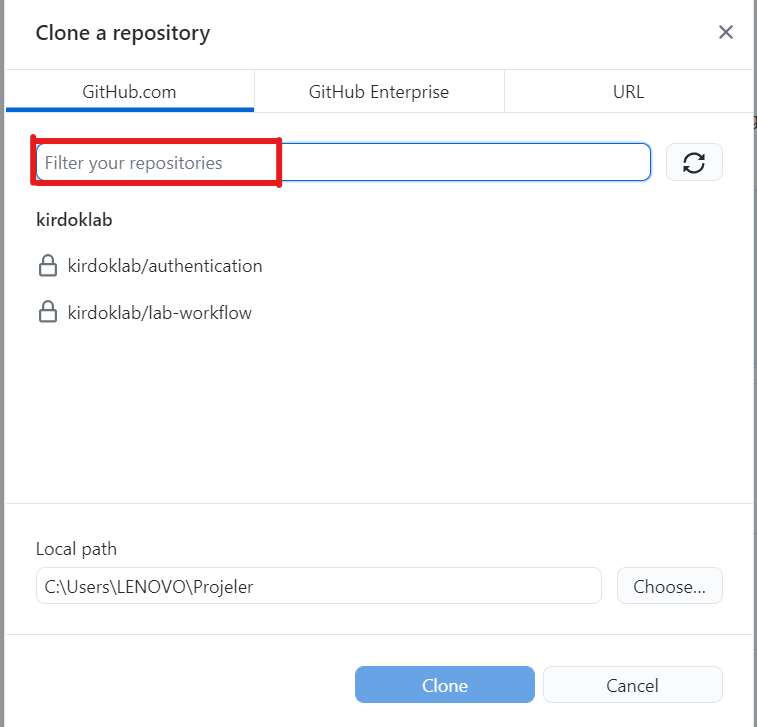 Clone a repository
GitHub.com
GitHub Enterprise
URL
Filter your repositories
kirdoklab
kirdoklab/authentication
kirdoklab/lab-workflow
Local path
C:\Users\LENOVO\Projeler
Choose...
Clone
Cancel